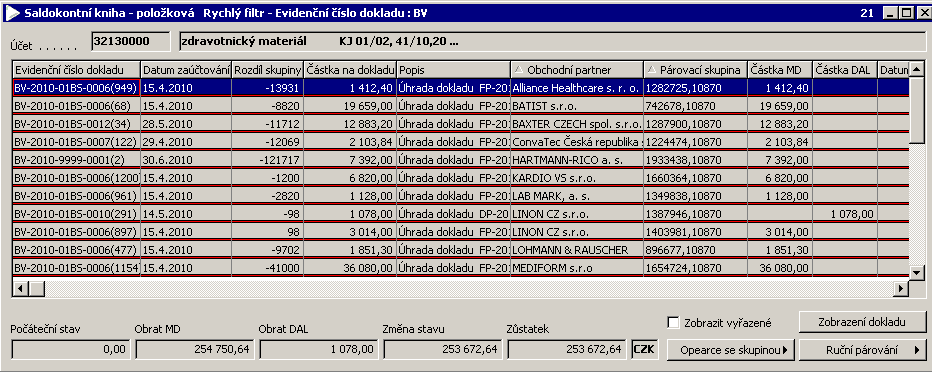 Saldokontní kniha - položková Rychlý filtr - Evidenční číslo dokladu : BV 21
Účet . . . . . . 32130000 zdravotnický materiál KJ 01/02, 41/10,20 ...
Evidenční číslo dokladu Datum zaúčtování Rozdíl skupiny Částka na dokladu Popis Obchodní partner Párovací skupina Částka MD Částka DAL Datum
BV-2010-01BS-0006(949) 15.4.2010 -13931 1 412,40 Úhrada dokladu FP-201 Alliance Healthcare s. r. o. 1282725,10870 1 412,40
BV-2010-01BS-0006(68) 15.4.2010 -8820 19 659,00 Úhrada dokladu FP-201 BATIST s.r.o. 742678,10870 19 659,00
BV-2010-01BS-0012(34) 28.5.2010 -11712 12 883,20 Úhrada dokladu FP-201 BAXTER CZECH spol. s r.o. 1287900,10870 12 883,20
BV-2010-01BS-0007(122) 29.4.2010 -12069 2 103,84 Úhrada dokladu FP-201 ConvaTec Česká republika s 1224474,10870 2 103,84
BV-2010-9999-0001(2) 30.6.2010 -121717 7 392,00 Úhrada dokladu FP-201 HARTMANN-RICO a. s. 1933438,10870 7 392,00
BV-2010-01BS-0006(1200) 15.4.2010 -1200 6 820,00 Úhrada dokladu FP-201 KARDIO VS s.r.o. 1660364,10870 6 820,00
BV-2010-01BS-0006(961) 15.4.2010 -2820 1 128,00 Úhrada dokladu FP-201 LAB MARK, a. s. 1349838,10870 1 128,00
BV-2010-01BS-0010(291) 14.5.2010 -98 1 078,00 Úhrada dokladu DP-201 LINON CZ s.r.o. 1387946,10870 1 078,00
BV-2010-01BS-0006(897) 15.4.2010 98 3 014,00 Úhrada dokladu FP-201 LINON CZ s.r.o. 1403981,10870 3 014,00
BV-2010-01BS-0006(477) 15.4.2010 -9702 1 851,30 Úhrada dokladu FP-201 LOHMANN & RAUSCHER 896677,10870 1 851,30
BV-2010-01BS-0006(1154) 15.4.2010 -41000 36 080,00 Úhrada dokladu FP-201 MEDIFORM s.r.o 1654724,10870 36 080,00
Počáteční stav Obrat MD Obrat DAL Změna stavu Zůstatek Zobrazit vyřazené Zobrazení dokladu
0,00 254 750,64 1 078,00 253 672,64 253 672,64 CZK Opearce se skupinou Ruční párování